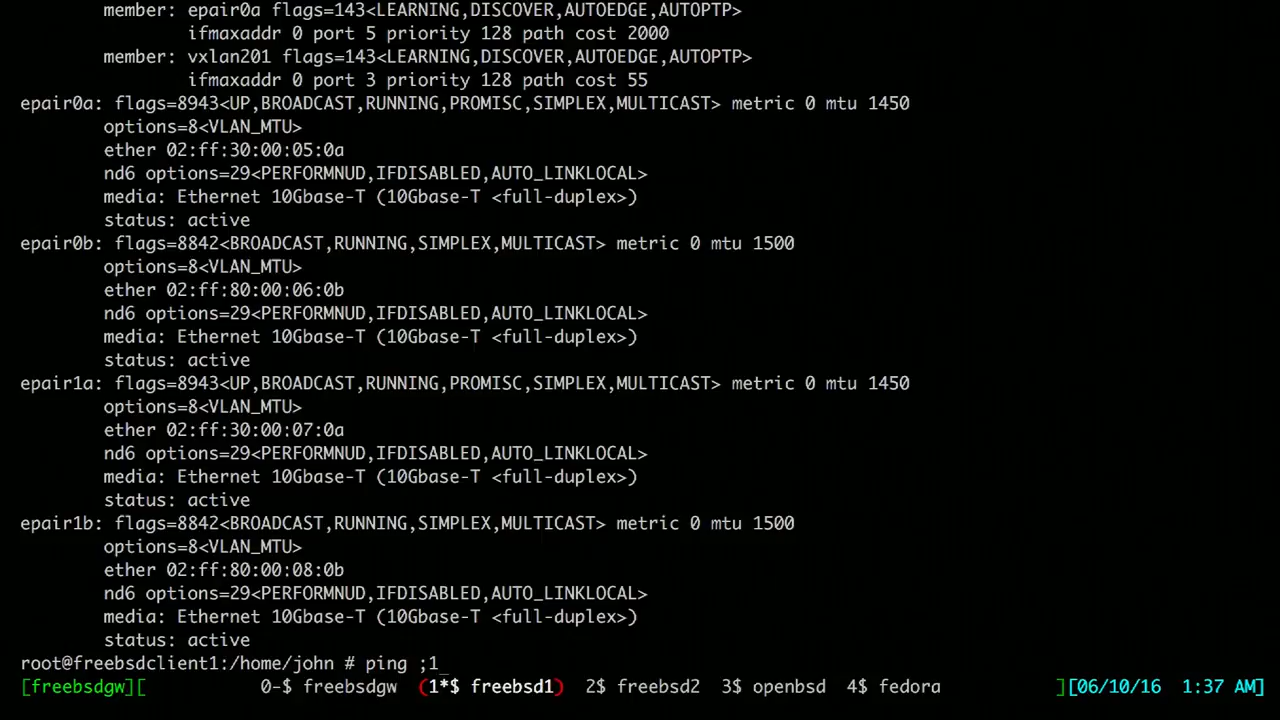 member: epair0a flags=143<LEARNING,DISCOVER,AUTOEDGE,AUTOPTP>
ifmaxaddr 0 port 5 priority 128 path cost 2000
member: vxlan201 flags=143<LEARNING,DISCOVER,AUTOEDGE,AUTOPTP>
ifmaxaddr 0 port 3 priority 128 path cost 55
epair0a: flags=8943<UP,BROADCAST,RUNNING,PROMISC,SIMPLEX,MULTICAST> metric 0 mtu 1450
options=8<VLAN_MTU>
ether 02:ff:30:00:05:0a
nd6 options=29<PERFORMNUD,IFDISABLED,AUTO_LINKLOCAL>
media: Ethernet 10Gbase-T (10Gbase-T <full-duplex>)
status: active
epair0b: flags=8842<BROADCAST,RUNNING,SIMPLEX,MULTICAST> metric 0 mtu 1500
options=8<VLAN_MTU>
ether 02:ff:80:00:06:0b
nd6 options=29<PERFORMNUD,IFDISABLED,AUTO_LINKLOCAL>
media: Ethernet 10Gbase-T (10Gbase-T <full-duplex>)
status: active
epair1a: flags=8943<UP,BROADCAST,RUNNING,PROMISC,SIMPLEX,MULTICAST> metric 0 mtu 1450
options=8<VLAN_MTU>
ether 02:ff:30:00:07:0a
nd6 options=29<PERFORMNUD,IFDISABLED,AUTO_LINKLOCAL>
media: Ethernet 10Gbase-T (10Gbase-T <full-duplex>)
status: active
epair1b: flags=8842<BROADCAST,RUNNING,SIMPLEX,MULTICAST> metric 0 mtu 1500
options=8<VLAN_MTU>
ether 02:ff:80:00:08:0b
nd6 options=29<PERFORMNUD,IFDISABLED,AUTO_LINKLOCAL>
media: Ethernet 10Gbase-T (10Gbase-T <full-duplex>)
status: active
root@freebsdclient1:/home/john # ping ;1_
[freebsdgw][ 0-$ freebsdgw (1*$ freebsd1) 2$ freebsd2 3$ openbsd 4$ fedora ][06/10/16 1:37 AM]